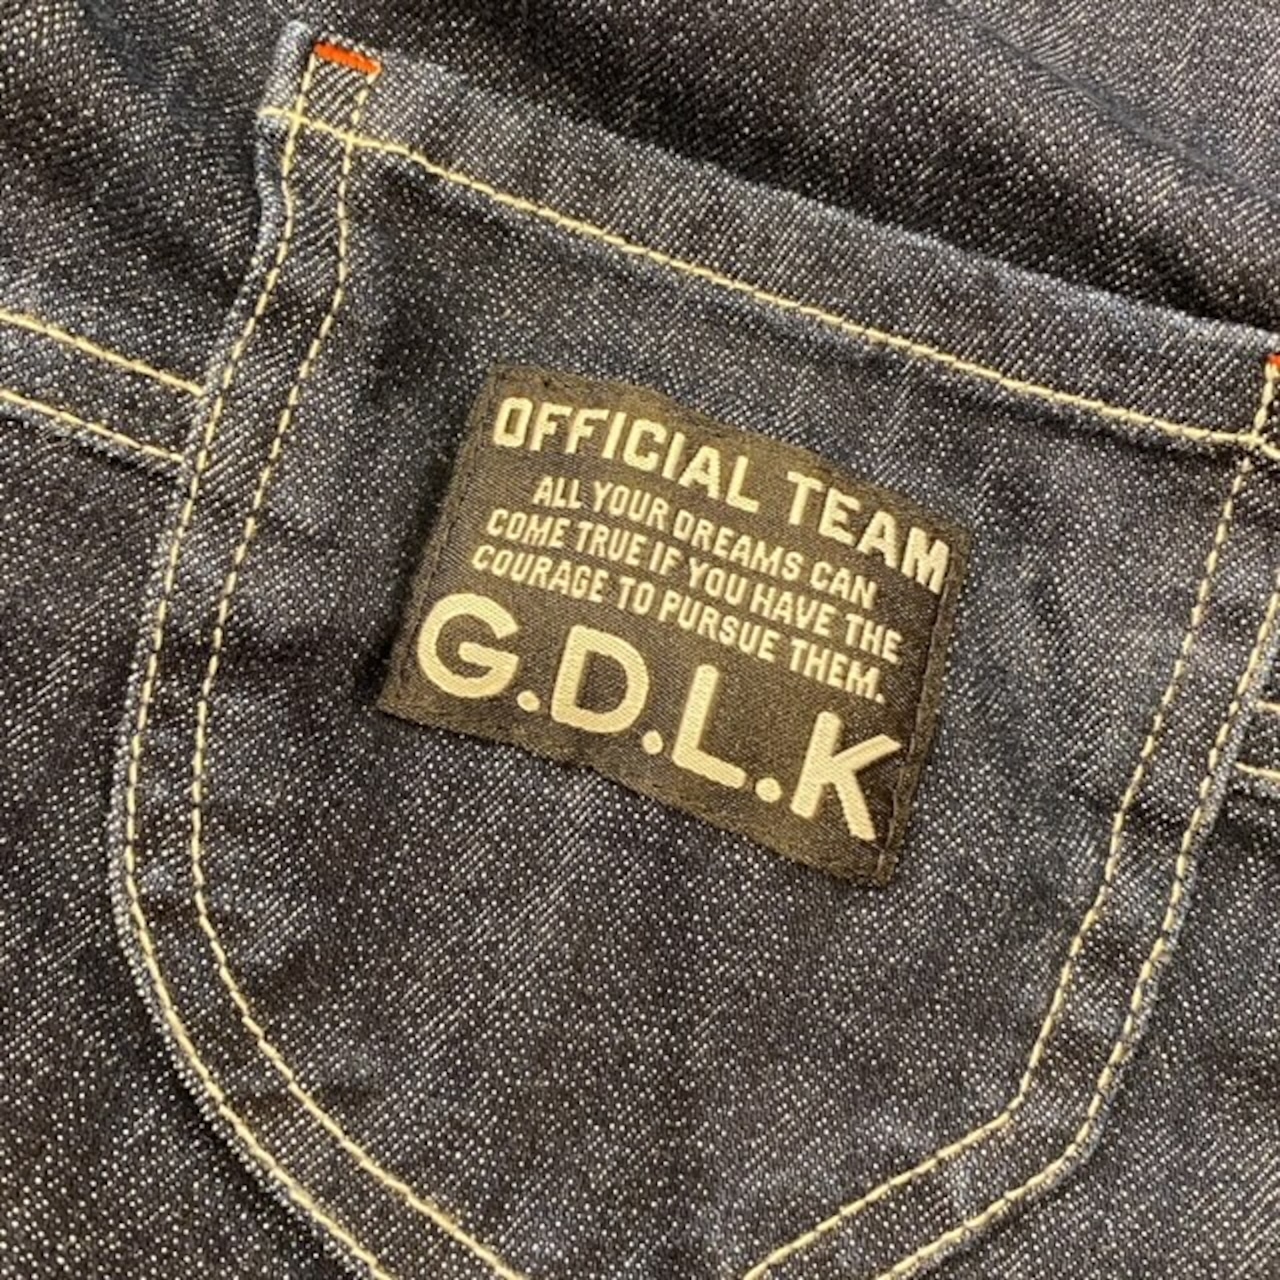 OFFICIAL TEAM
ALL YOUR DREAMS CAN
COME TRUE IF YOU HAVE THE
COURAGE TO PURSUE THEM.
G.D.L.K